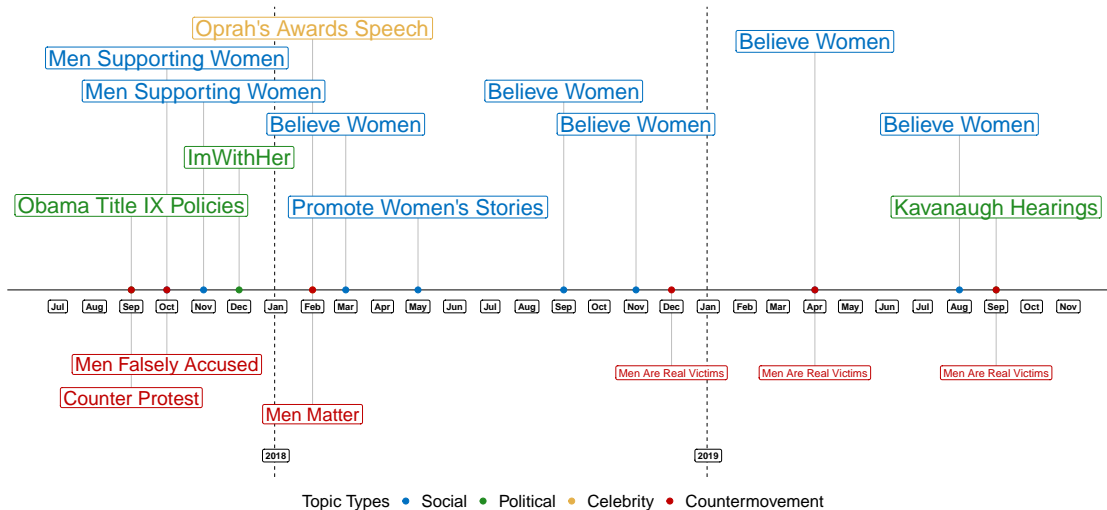 Oprah's Awards Speech
Believe Women
Men Supporting Women
Men Supporting Women
Believe Women
Believe Women
Believe Women
Believe Women
ImWithHer
Obama Title IX Policies
Promote Women's Stories
Kavanaugh Hearings
Jul Aug Sep Oct Nov Dec Jan Feb Mar Apr May Jun Jul Aug Sep Oct Nov Dec Jan Feb Mar Apr May Jun Jul Aug Sep Oct Nov
Men Falsely Accused
Men Are Real Victims
Men Are Real Victims
Men Are Real Victims
Counter Protest
Men Matter
2018
2019
Topic Types Social Political Celebrity Countermovement